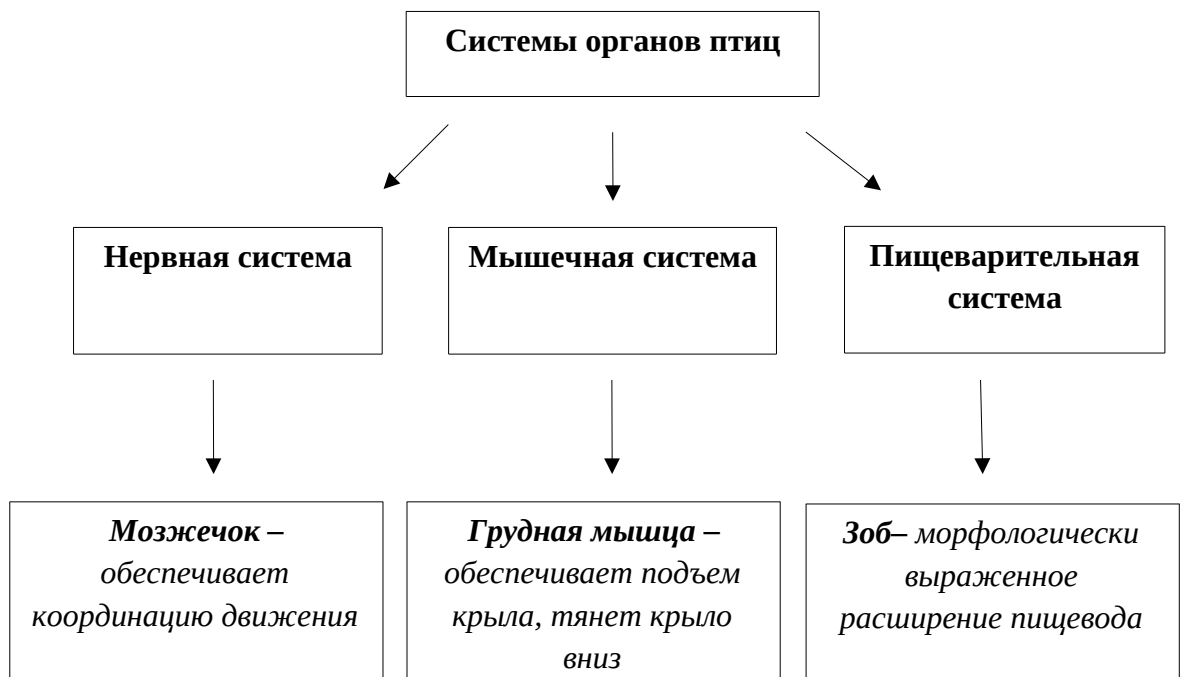 Системы органов птиц
Нервная система
Мышечная система
Пищеварительная
система
Мозжечок –
обеспечивает
координацию движения
Грудная мышца –
обеспечивает подъем
крыла, тянет крыло
вниз
Зоб– морфологически
выраженное
расширение пищевода